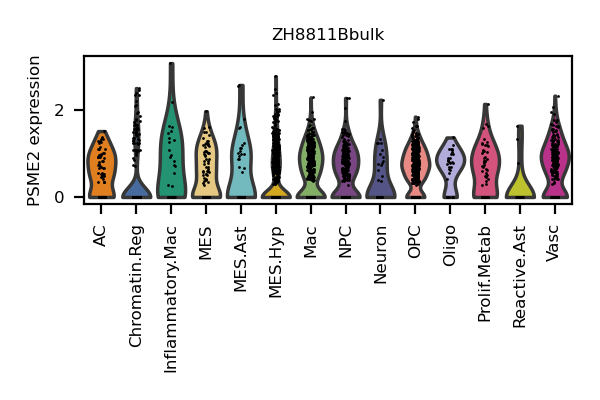 ZH8811Bbulk
PSME2 expression
2
0
AC
Chromatin.Reg
Inflammatory.Mac
MES
MES.Ast
MES.Hyp
Mac
NPC
Neuron
OPC
Oligo
Prolif.Metab
Reactive.Ast
Vasc